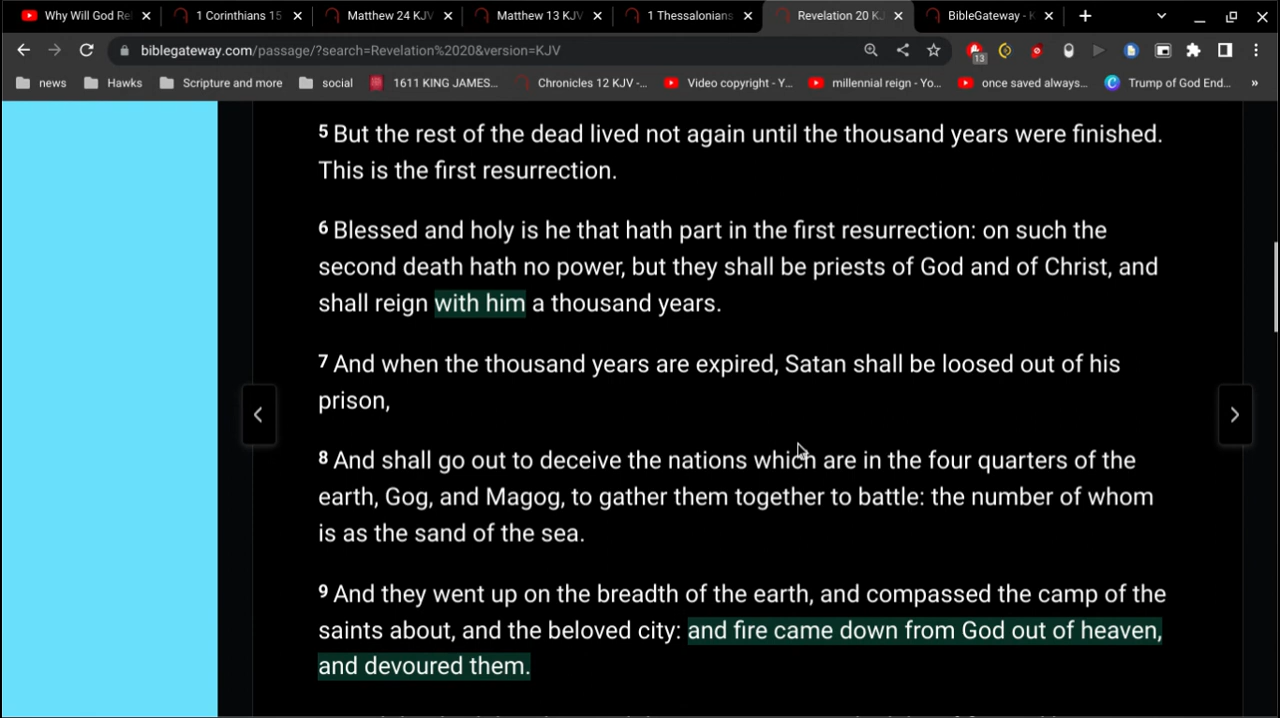 Why Will God Re
1 Corinthians 15
Matthew 24 KJV
Matthew 13 KJV
1 Thessalonians
Revelation 20 KJ
BibleGateway - K
biblegateway.com/passage/?search=Revelation%2020&version=KJV
13
news
Hawks
Scripture and more
social
1611 KING JAMES...
Chronicles 12 KJV -...
Video copyright - Y...
millennial reign - Yo...
once saved always...
Trump of God End...
»
5 But the rest of the dead lived not again until the thousand years were finished.
This is the first resurrection.
6 Blessed and holy is he that hath part in the first resurrection: on such the
second death hath no power, but they shall be priests of God and of Christ, and
shall reign with him a thousand years.
7 And when the thousand years are expired, Satan shall be loosed out of his
prison,
8 And shall go out to deceive the nations which are in the four quarters of the
earth, Gog, and Magog, to gather them together to battle: the number of whom
is as the sand of the sea.
9 And they went up on the breadth of the earth, and compassed the camp of the
saints about, and the beloved city: and fire came down from God out of heaven,
and devoured them.